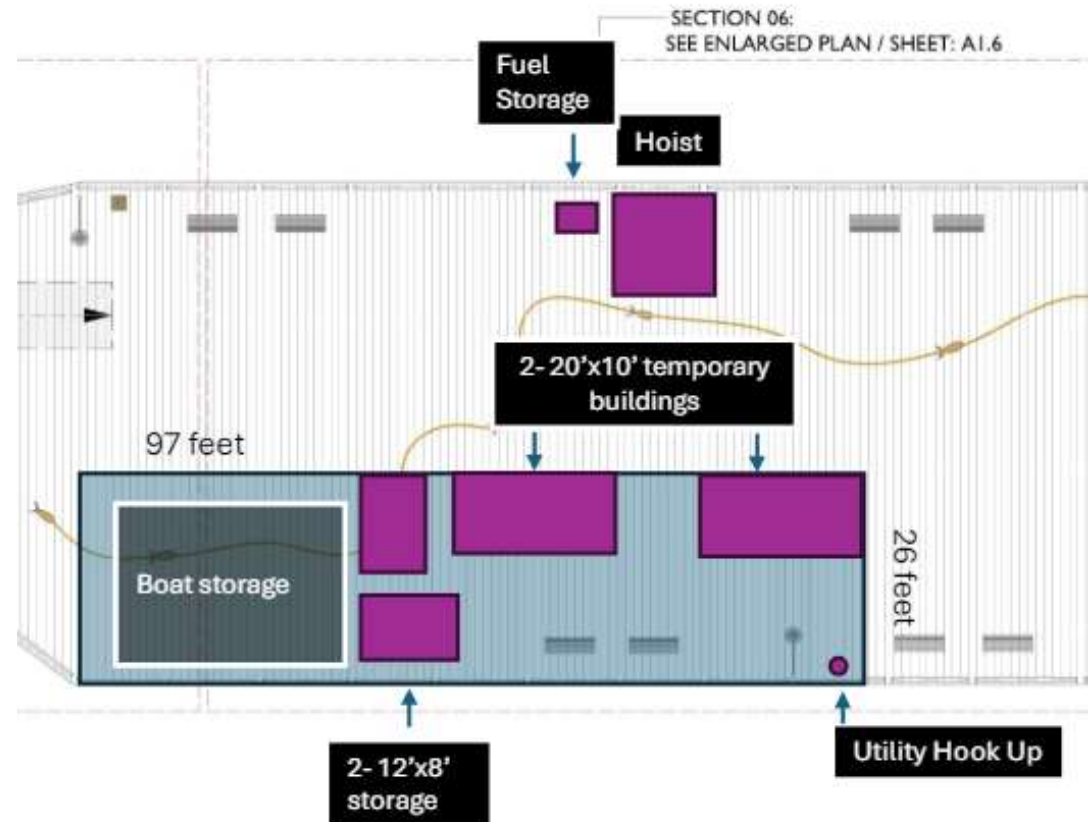 SECTION 06:
SEE ENLARGED PLAN / SHEET: A1.6
Fuel
Storage
Hoist
2- 20'x10' temporary
buildings
97 feet
Boat storage
26 feet
2- 12'x8'
storage
Utility Hook Up